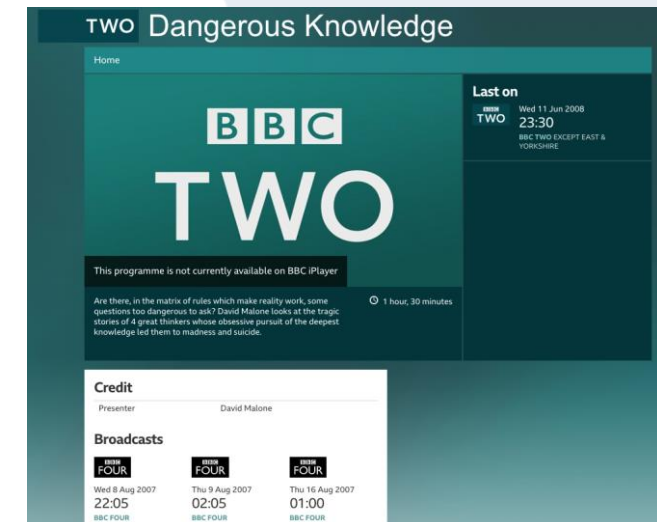 TWO Dangerous Knowledge
Home
BBC
TWO
This programme is not currently available on BBC iPlayer
Are there, in the matrix of rules which make reality work, some
questions too dangerous to ask? David Malone looks at the tragic
stories of 4 great thinkers whose obsessive pursuit of the deepest
knowledge led them to madness and suicide.
1 hour, 30 minutes
Last on
BBC
TWO
Wed 11 Jun 2008
23:30
BBC TWO EXCEPT EAST &
YORKSHIRE
Credit
Presenter David Malone
Broadcasts
BBC
FOUR
Wed 8 Aug 2007
22:05
BBC FOUR
BBC
FOUR
Thu 9 Aug 2007
02:05
BBC FOUR
BBC
FOUR
Thu 16 Aug 2007
01:00
BBC FOUR